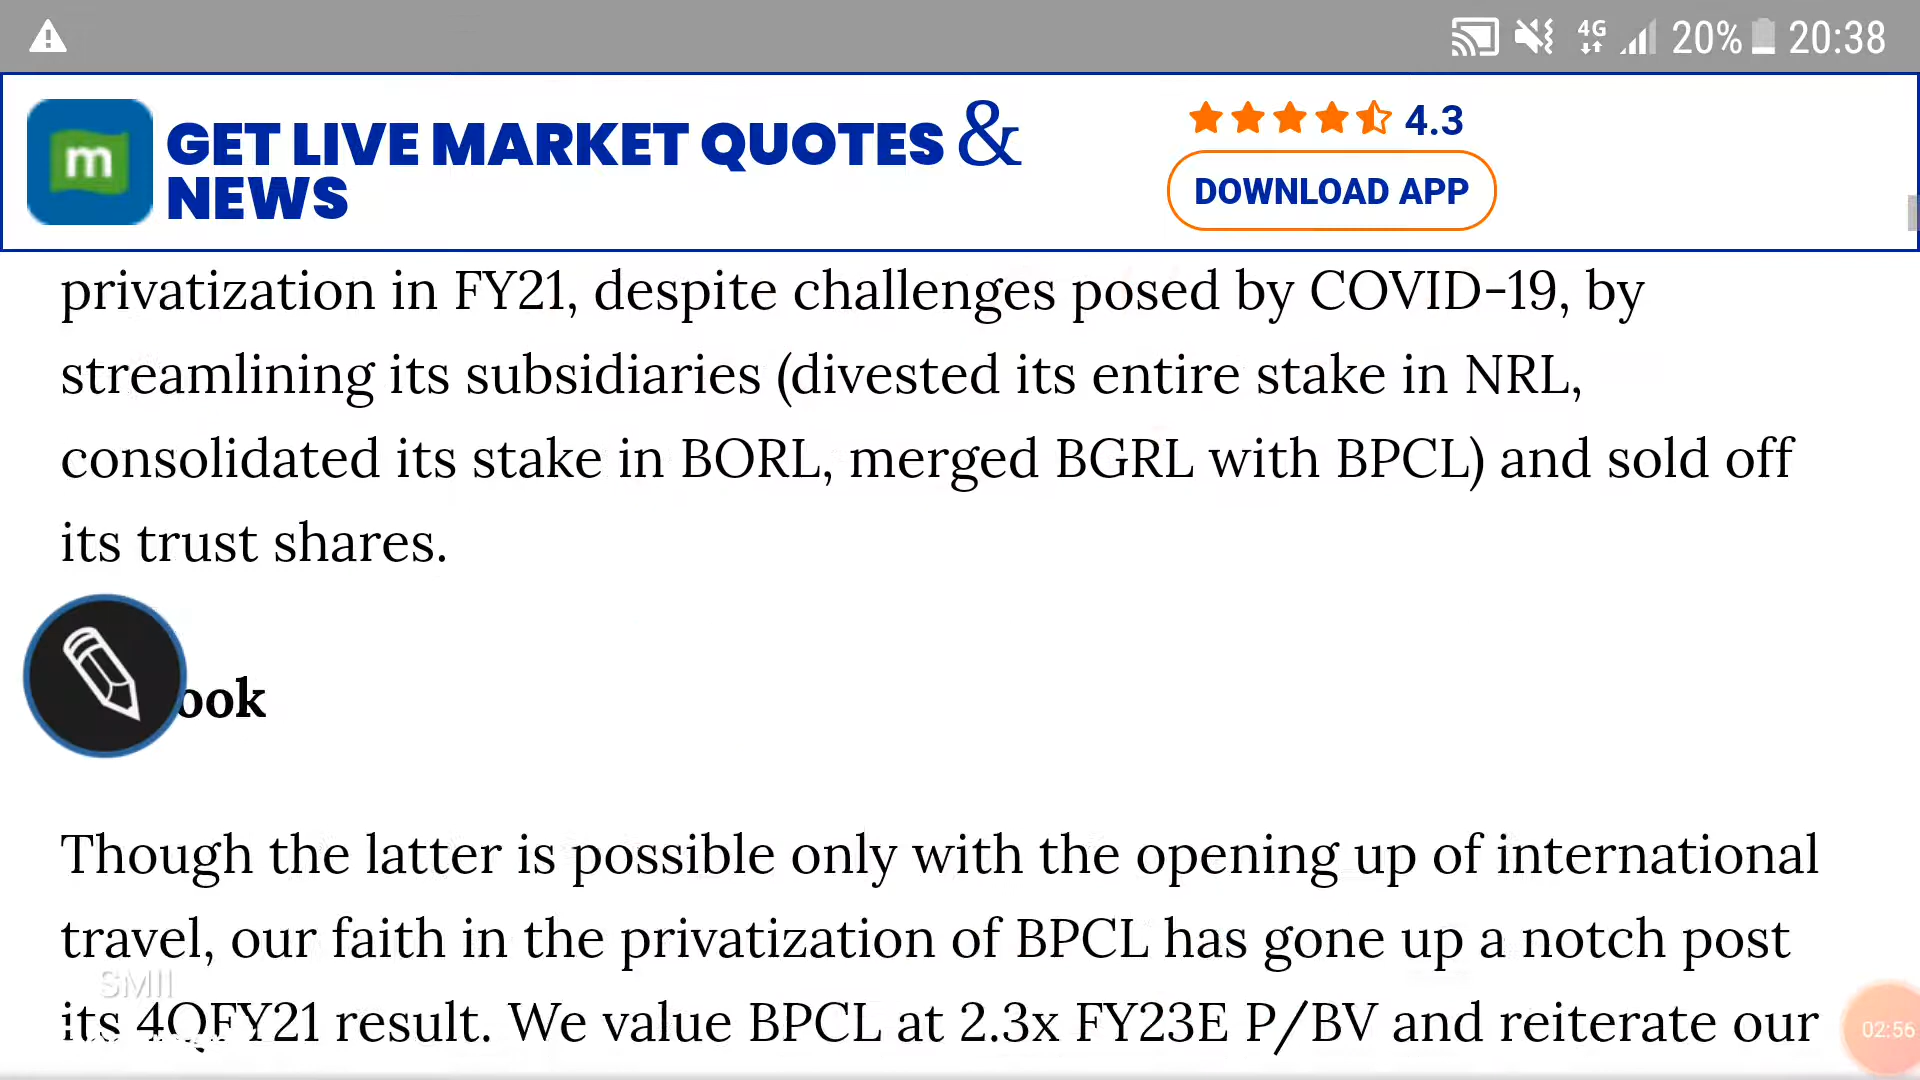 4G 20% 20:38
m
GET LIVE MARKET QUOTES &
NEWS
4.3
DOWNLOAD APP
privatization in FY21, despite challenges posed by COVID-19, by
streamlining its subsidiaries (divested its entire stake in NRL,
consolidated its stake in BORL, merged BGRL with BPCL) and sold off
its trust shares.
ook
Though the latter is possible only with the opening up of international
travel, our faith in the privatization of BPCL has gone up a notch post
SMII
its 4QFY21 result. We value BPCL at 2.3x FY23E P/BV and reiterate our
02:56